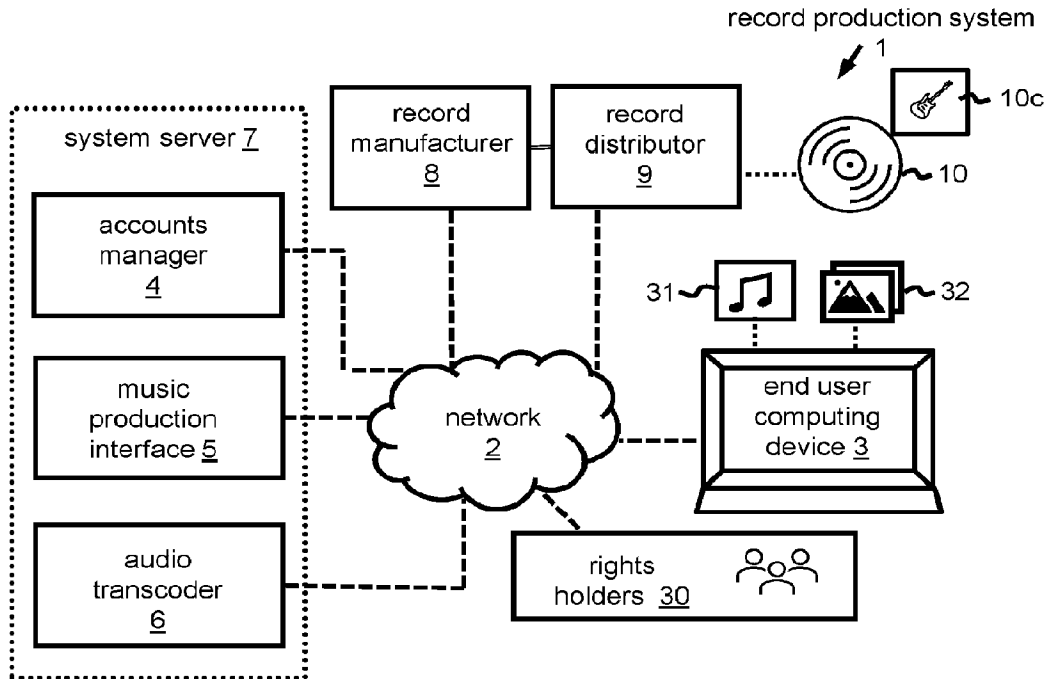 record production system
1
10c
record
manufacturer
8
record
distributor
9
10
system server 7
accounts
manager
4
31
32
music
production
interface 5
network
2
end user
computing
device 3
audio
transcoder
6
rights
holders 30